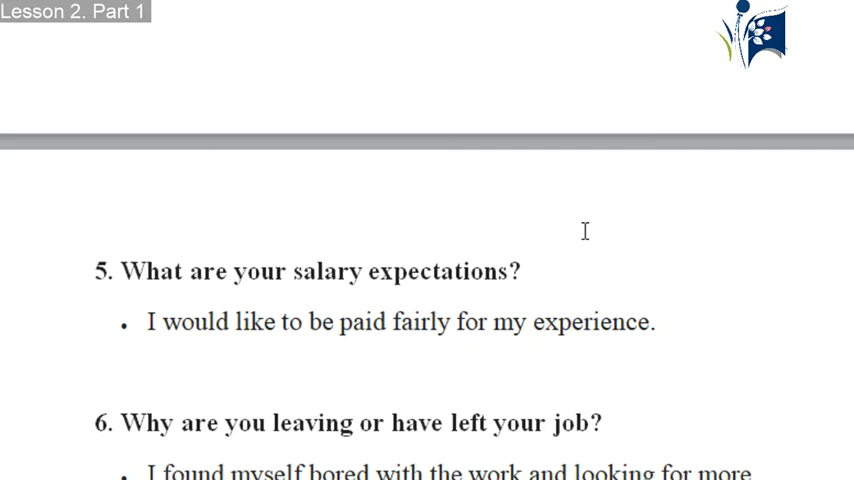 Lesson 2. Part 1
5. What are your salary expectations?
• I would like to be paid fairly for my experience.
6. Why are you leaving or have left your job?
• I found myself bored with the work and looking for more